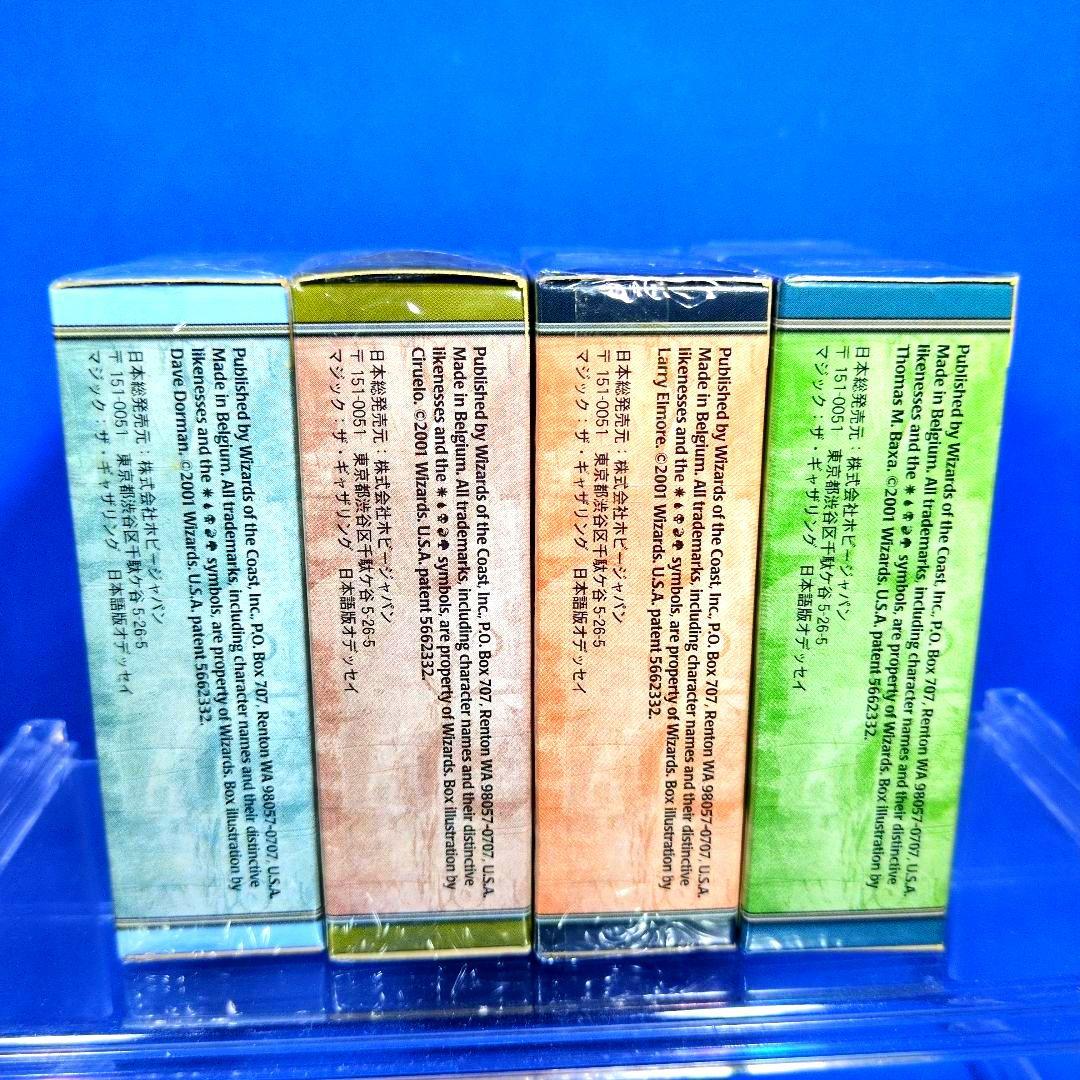 Published by Wizards of the Coast, Inc., P.O. Box 707, Renton WA 98057-0707, U.S.A.
Made in Belgium. All trademarks, including character names and their distinctive
likenesses and the symbols, are property of Wizards. Box illustration by
Dave Dorman. ©2001 Wizards. U.S.A. patent 5662332.
日本総発売元：株式会社ホビージャパン
〒151-0051 東京都渋谷区千駄ケ谷 5-26-5
マジック：ザ・ギャザリング 日本語版オデッセイ
Published by Wizards of the Coast, Inc., P.O. Box 707, Renton WA 98057-0707, U.S.A.
Made in Belgium. All trademarks, including character names and their distinctive
likenesses and the symbols, are property of Wizards. Box illustration by
Ciruelo. ©2001 Wizards. U.S.A. patent 5662332.
日本総発売元：株式会社ホビージャパン
〒151-0051 東京都渋谷区千駄ケ谷 5-26-5
マジック：ザ・ギャザリング 日本語版オデッセイ
Published by Wizards of the Coast, Inc., P.O. Box 707, Renton WA 98057-0707, U.S.A.
Made in Belgium. All trademarks, including character names and their distinctive
likenesses and the symbols, are property of Wizards. Box illustration by
Larry Elmore. ©2001 Wizards. U.S.A. patent 5662332.
日本総発売元：株式会社ホビージャパン
〒151-0051 東京都渋谷区千駄ケ谷 5-26-5
マジック：ザ・ギャザリング 日本語版オデッセイ
Published by Wizards of the Coast, Inc., P.O. Box 707, Renton WA 98057-0707, U.S.A.
Made in Belgium. All trademarks, including character names and their distinctive
likenesses and the symbols, are property of Wizards. Box illustration by
Thomas M. Baxa. ©2001 Wizards. U.S.A. patent 5662332.
日本総発売元：株式会社ホビージャパン
〒151-0051 東京都渋谷区千駄ケ谷 5-26-5
マジック：ザ・ギャザリング 日本語版オデッセイ